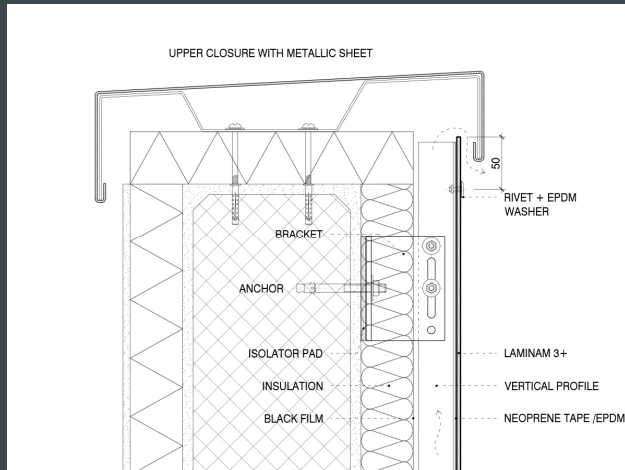 UPPER CLOSURE WITH METALLIC SHEET
50
RIVET + EPDM
WASHER
BRACKET
ANCHOR
ISOLATOR PAD
LAMINAM 3+
INSULATION
VERTICAL PROFILE
BLACK FILM
NEOPRENE TAPE /EPDM